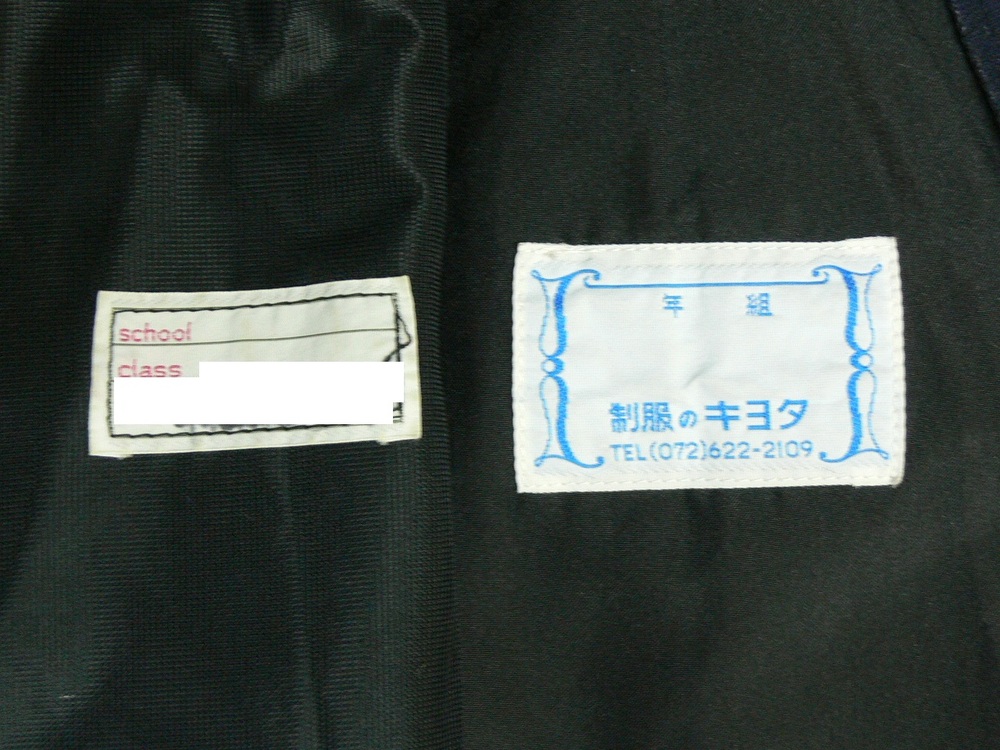 school
class
年 組
制服のキヨタ
TEL(072)622-2109